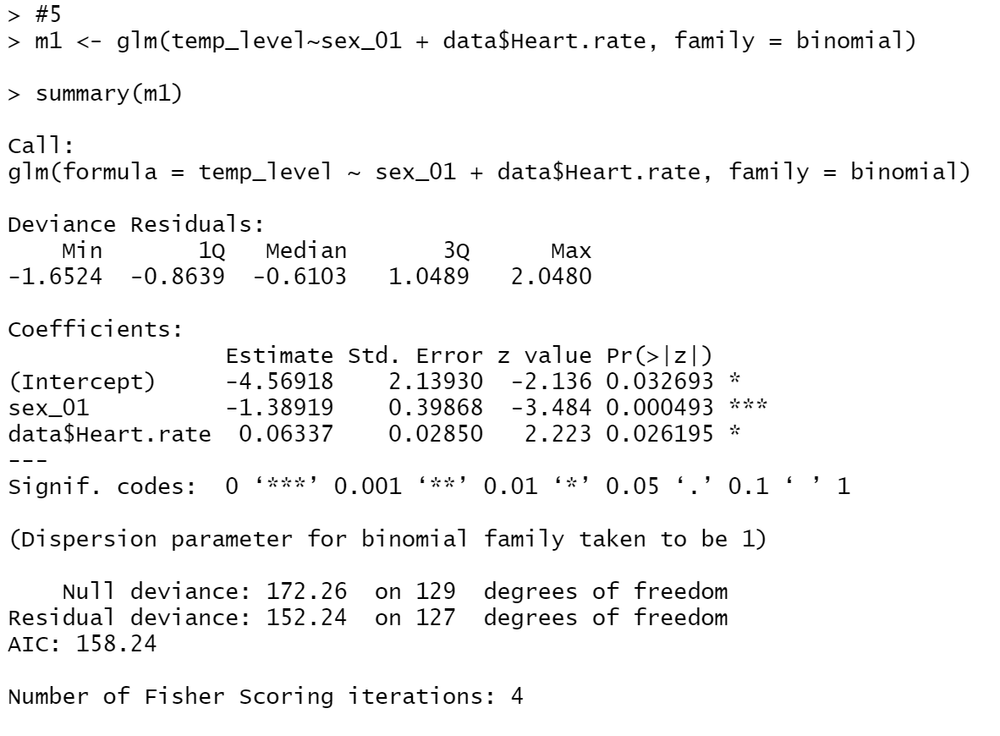 > #5
> m1 <- glm(temp_level~sex_01 + data$Heart.rate, family = binomial)
> summary(m1)
Call:
glm(formula = temp_level ~ sex_01 + data$Heart.rate, family = binomial)
Deviance Residuals:
    Min       1Q   Median       3Q      Max
-1.6524  -0.8639  -0.6103   1.0489   2.0480
Coefficients:
                Estimate Std. Error z value Pr(>|z|)
(Intercept)     -4.56918    2.13930  -2.136 0.032693 *
sex_01          -1.38919    0.39868  -3.484 0.000493 ***
data$Heart.rate  0.06337    0.02850   2.223 0.026195 *
---
Signif. codes:  0 ‘***’ 0.001 ‘**’ 0.01 ‘*’ 0.05 ‘.’ 0.1 ‘ ’ 1
(Dispersion parameter for binomial family taken to be 1)
    Null deviance: 172.26  on 129  degrees of freedom
Residual deviance: 152.24  on 127  degrees of freedom
AIC: 158.24
Number of Fisher Scoring iterations: 4